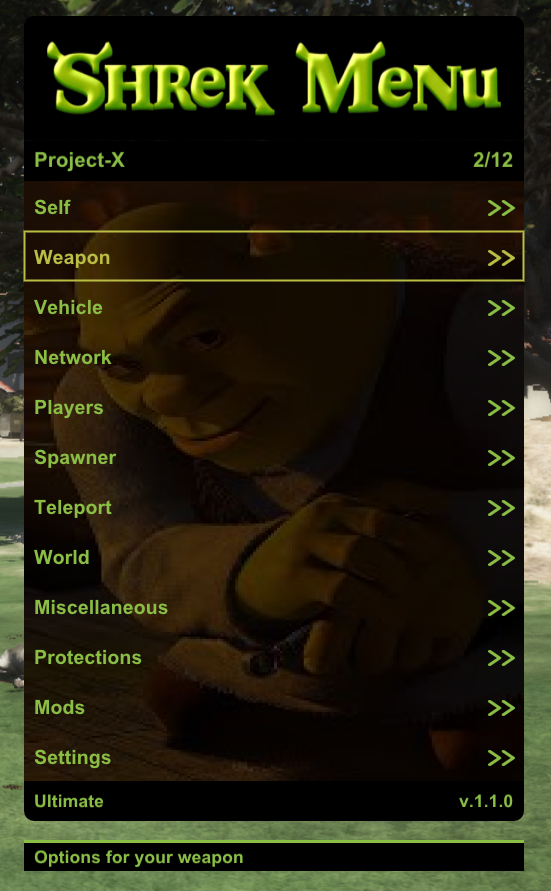 Shrek Menu
Project-X 2/12
Self >>
Weapon >>
Vehicle >>
Network >>
Players >>
Spawner >>
Teleport >>
World >>
Miscellaneous >>
Protections >>
Mods >>
Settings >>
Ultimate v.1.1.0
Options for your weapon